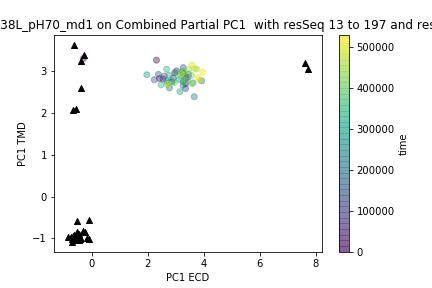 38L_pH70_md1 on Combined Partial PC1 with resSeq 13 to 197 and res
3
2
1
0
−1
PC1 TMD
0 2 4 6 8
PC1 ECD
500000
400000
300000
200000
100000
0
time